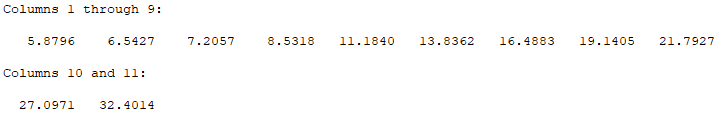 Columns 1 through 9:
5.8796 6.5427 7.2057 8.5318 11.1840 13.8362 16.4883 19.1405 21.7927
Columns 10 and 11:
27.0971 32.4014